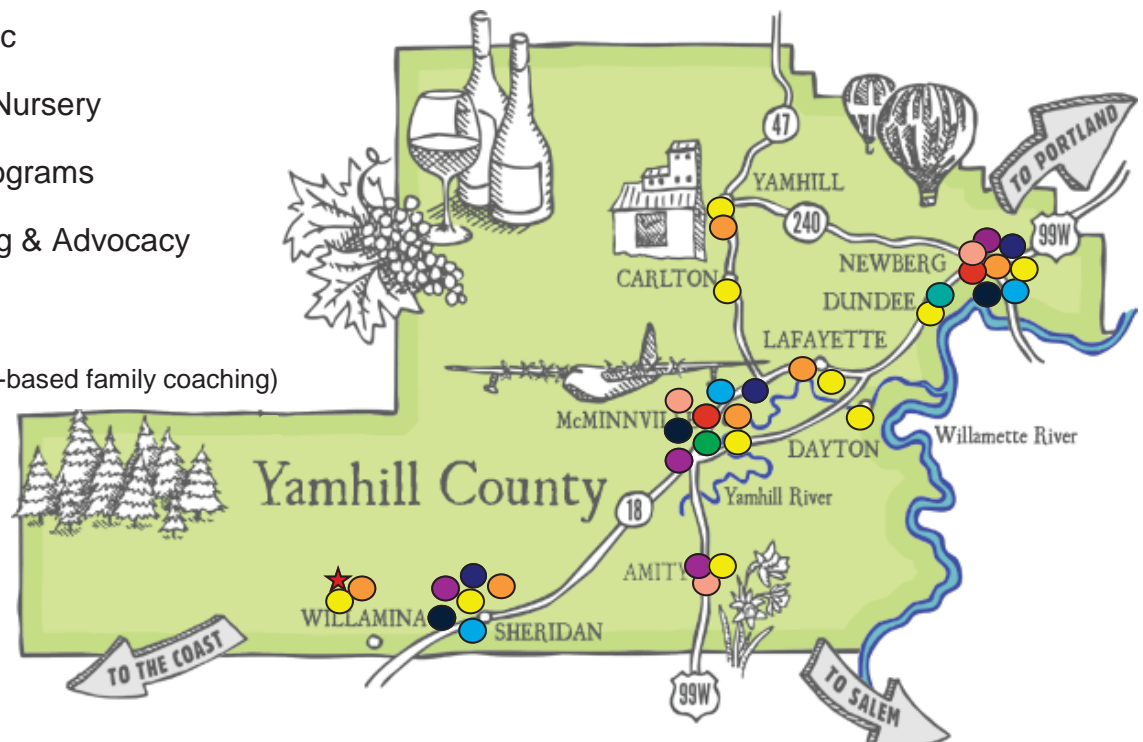 c
Nursery
ograms
g & Advocacy
-based family coaching)
47
YAMHILL
240
TO PORTLAND
99W
NEWBERG
CARLTON
DUNDEE
LAFAYETTE
McMINNVIL
DAYTON
Willamette River
Yamhill County
Yamhill River
18
AMITY
WILLAMINA
SHERIDAN
TO THE COAST
99W
TO SALEM